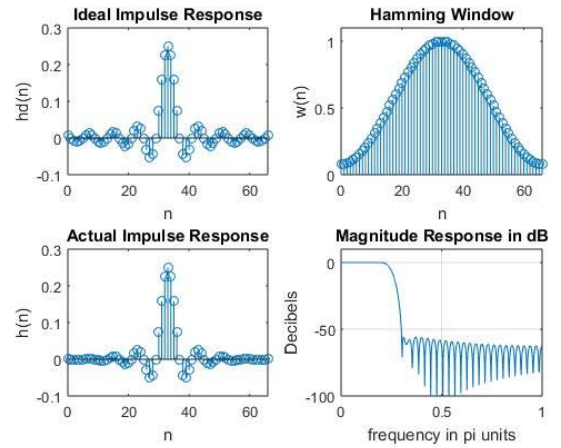 Ideal Impulse Response
0.3
0.2
0.1
0
-0.1
hd(n)
0 20 40 60
n
Hamming Window
1
0.5
0
w(n)
0 20 40 60
n
Actual Impulse Response
0.3
0.2
0.1
0
-0.1
h(n)
0 20 40 60
n
Magnitude Response in dB
0
-50
-100
Decibels
0 0.5 1
frequency in pi units